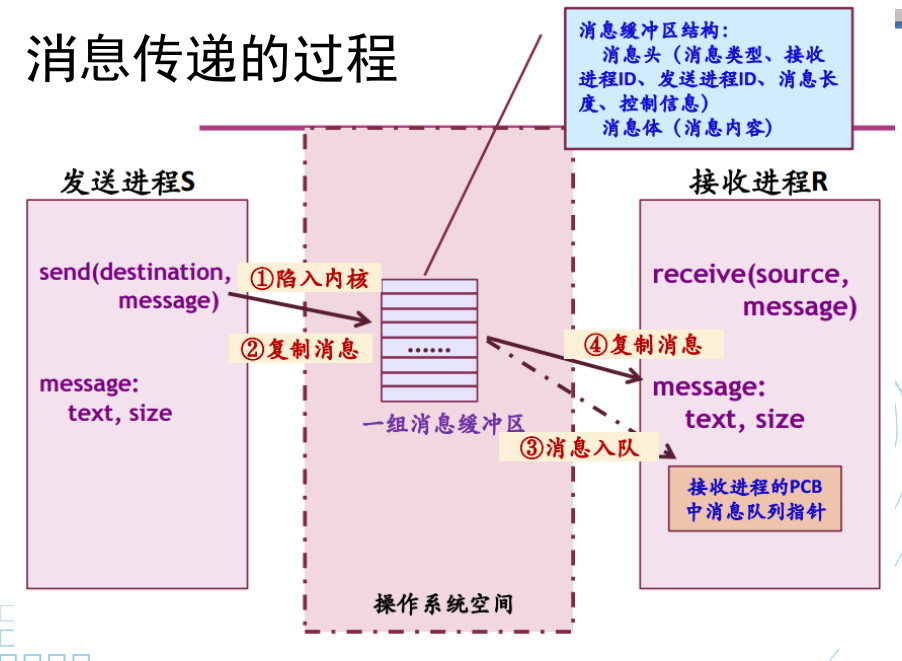 消息传递的过程
消息缓冲区结构：
消息头（消息类型、接收
进程ID、发送进程ID、消息长
度、控制信息）
消息体（消息内容）
发送进程S
接收进程R
send(destination,
message)
message:
text, size
①陷入内核
②复制消息
......
一组消息缓冲区
③消息入队
④复制消息
receive(source,
message)
message:
text, size
接收进程的PCB
中消息队列指针
操作系统空间